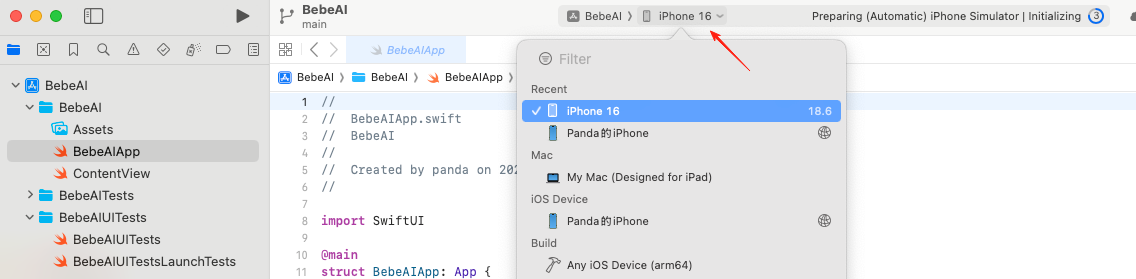 BebeAI
main
BebeAI 〉 iPhone 16
Preparing (Automatic) iPhone Simulator | Initializing
3
BebeAIApp
BebeAI 〉 BebeAI 〉 BebeAIApp 〉
BebeAI
BebeAI
Assets
BebeAIApp
ContentView
BebeAITests
BebeAIUITests
BebeAIUITests
BebeAIUITestsLaunchTests
1 //
2 //  BebeAIApp.swift
3 //  BebeAI
4 //
5 //  Created by panda on 202
6 //
7
8 import SwiftUI
9
10 @main
11 struct BebeAIApp: App {
Filter
Recent
iPhone 16 18.6
Panda的iPhone
Mac
My Mac (Designed for iPad)
iOS Device
Panda的iPhone
Build
Any iOS Device (arm64)